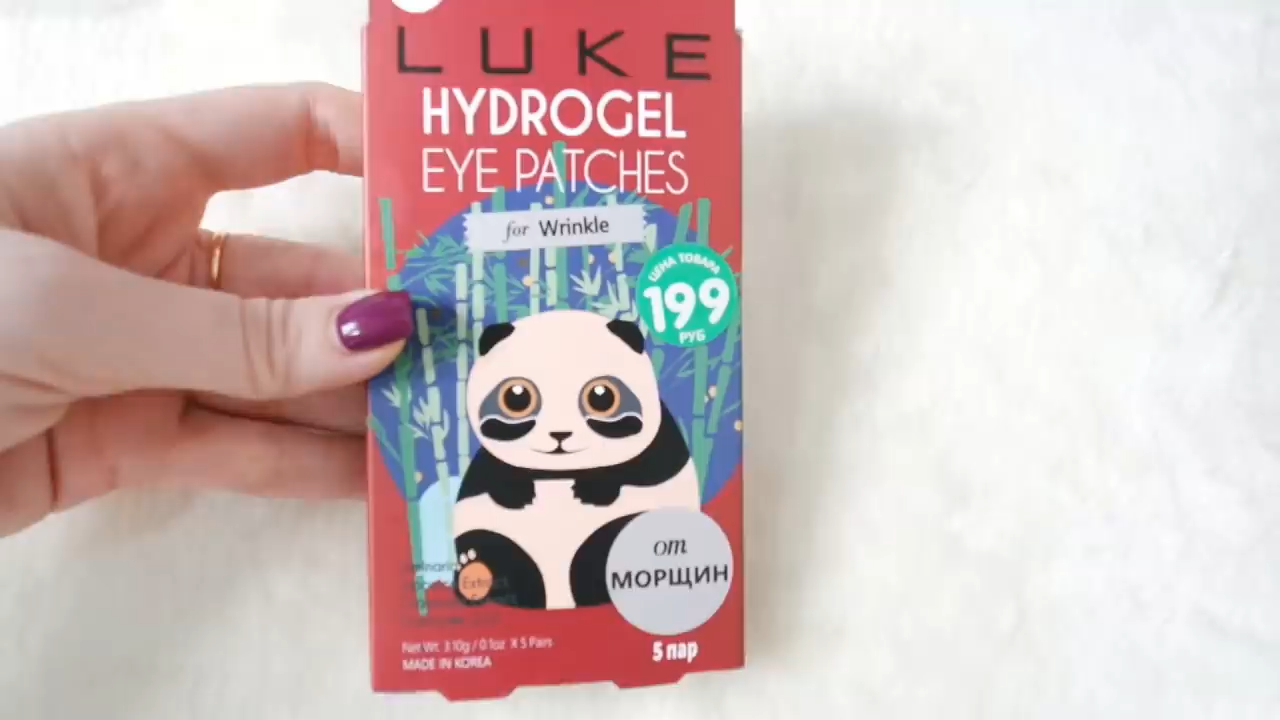 LUKE
HYDROGEL
EYE PATCHES
for Wrinkle
ЦЕНА ТОВАРА
199
РУБ
от
МОРЩИН
Extract
Net Wt. 3.10g / 0.1oz X 5 Pairs
MADE IN KOREA
5 пар